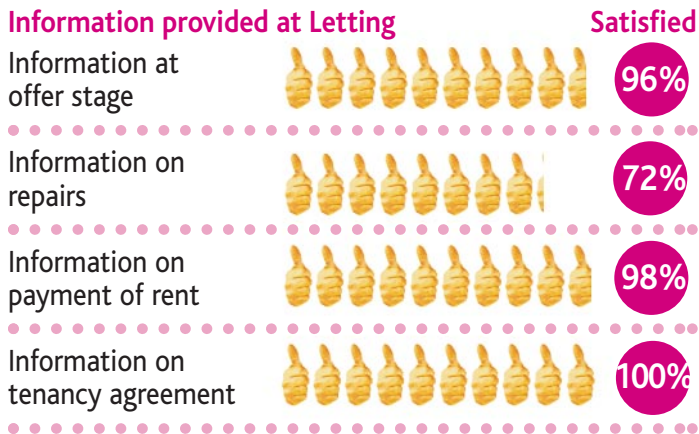 Information provided at Letting Satisfied
Information at
offer stage
96%
Information on
repairs
72%
Information on
payment of rent
98%
Information on
tenancy agreement
100%